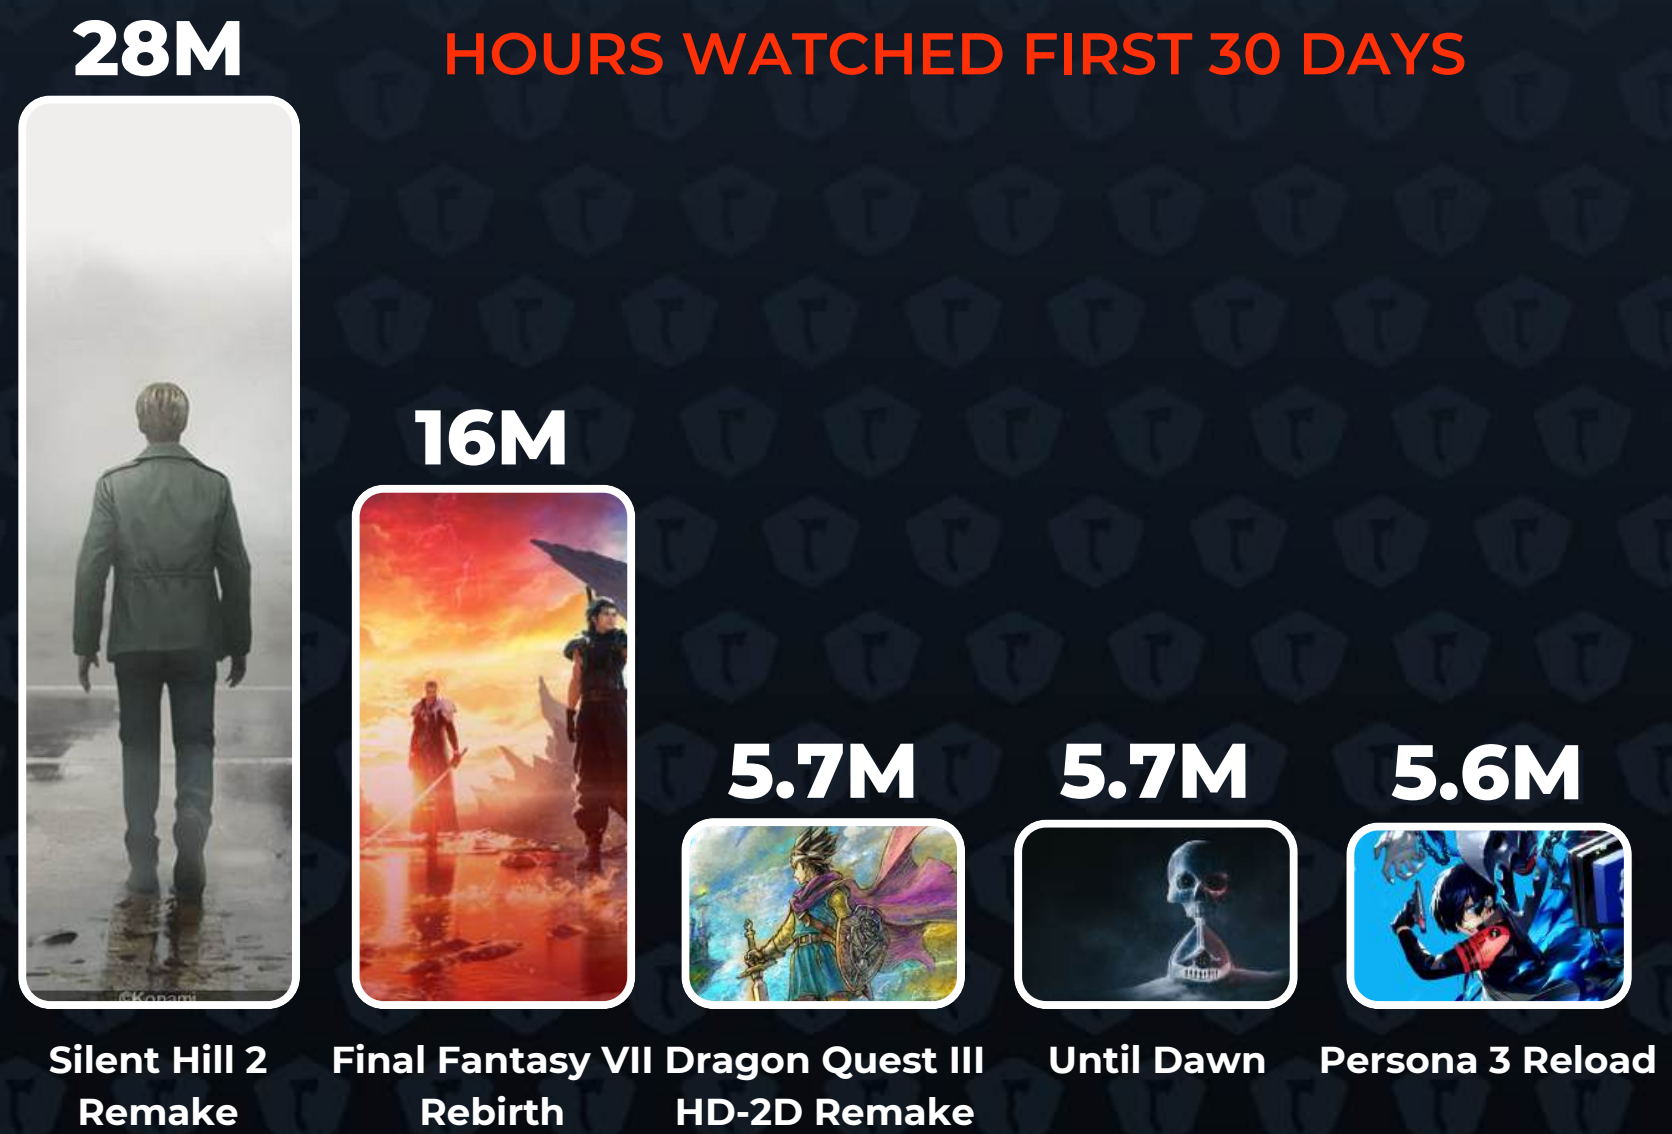 28M
HOURS WATCHED FIRST 30 DAYS
16M
5.7M
5.7M
5.6M
©Konami
Silent Hill 2
Remake
Final Fantasy VII
Rebirth
Dragon Quest III
HD-2D Remake
Until Dawn
Persona 3 Reload